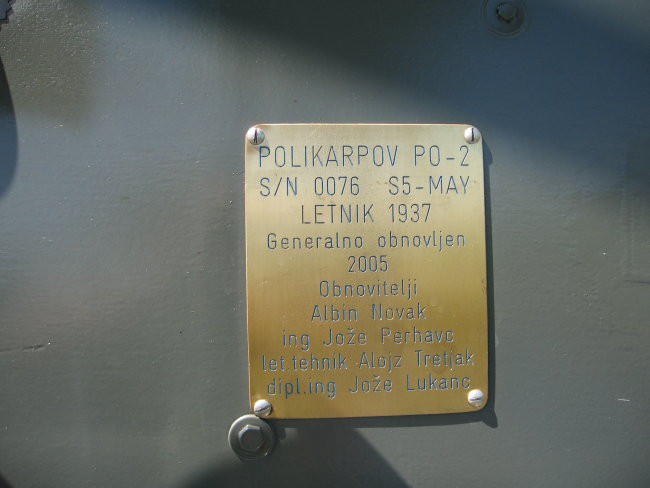 POLIKARPOV PO-2
S/N 0076 S5-MAY
LETNIK 1937
Generalno obnovljen
2005
Obnovitelji
Albin Novak
ing Jože Perhavc
let.tehnik Alojz Tretjak
dipl.ing Jože Lukanc